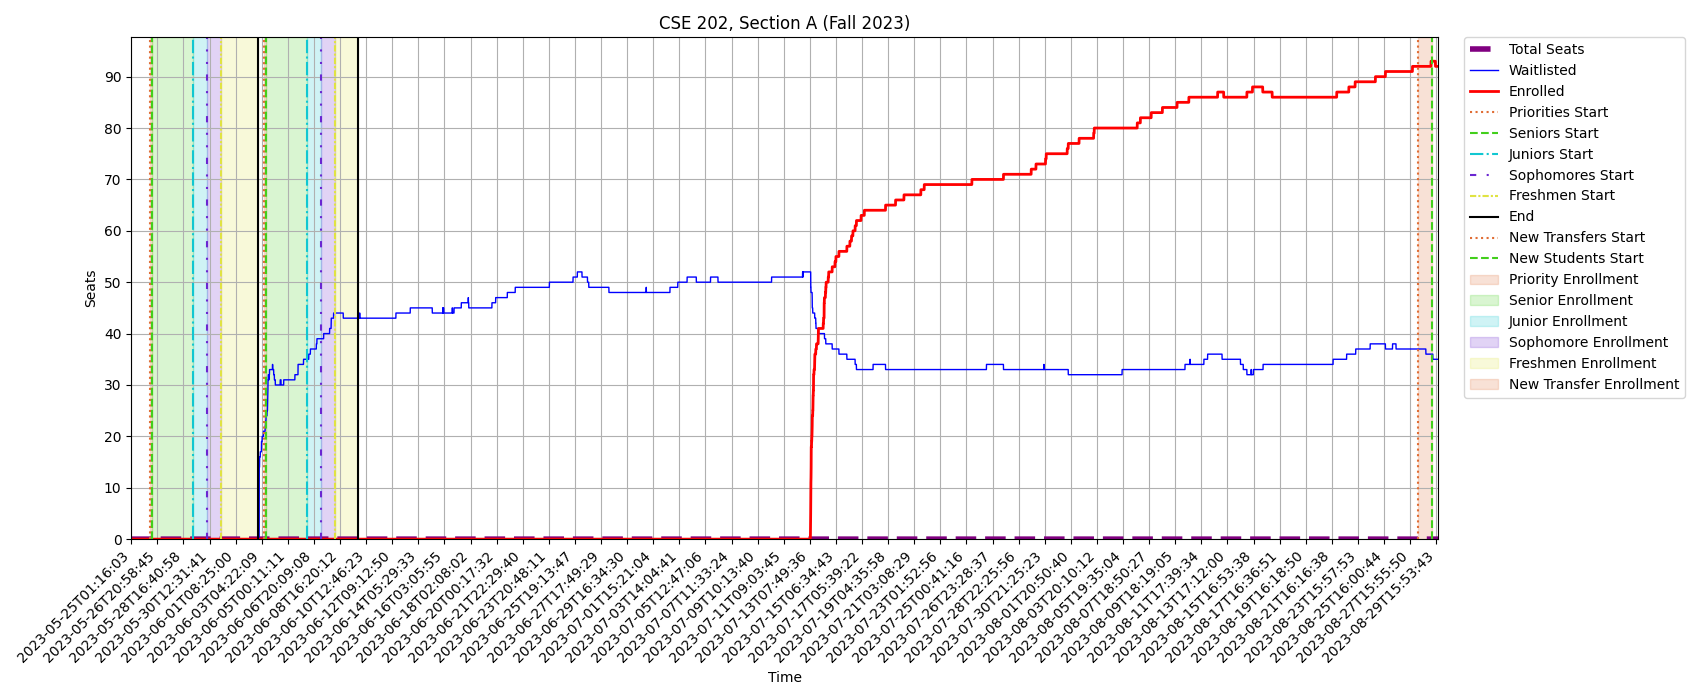 CSE 202, Section A (Fall 2023)
Seats
90
80
70
60
50
40
30
20
10
0
2023-05-25T01:16:03
2023-05-26T20:58:45
2023-05-28T16:40:58
2023-05-30T12:31:41
2023-06-01T08:25:00
2023-06-03T04:22:09
2023-06-05T00:11:11
2023-06-06T20:09:08
2023-06-08T16:20:12
2023-06-10T12:46:23
2023-06-12T09:12:50
2023-06-14T05:29:33
2023-06-16T03:05:55
2023-06-18T02:08:02
2023-06-20T00:17:32
2023-06-21T22:29:40
2023-06-23T20:48:11
2023-06-25T19:13:47
2023-06-27T17:49:29
2023-06-29T16:34:30
2023-07-01T15:21:04
2023-07-03T14:04:41
2023-07-05T12:47:06
2023-07-07T11:33:24
2023-07-09T10:13:40
2023-07-11T09:03:45
2023-07-13T07:49:36
2023-07-15T06:34:43
2023-07-17T05:39:22
2023-07-19T04:35:58
2023-07-21T03:08:29
2023-07-23T01:52:56
2023-07-25T00:41:16
2023-07-26T23:28:37
2023-07-28T22:25:56
2023-07-30T21:25:23
2023-08-01T20:50:40
2023-08-03T20:10:12
2023-08-05T19:35:04
2023-08-07T18:50:27
2023-08-09T18:19:05
2023-08-11T17:39:34
2023-08-13T17:12:00
2023-08-15T16:53:38
2023-08-17T16:36:51
2023-08-19T16:18:50
2023-08-21T16:16:38
2023-08-23T15:57:53
2023-08-25T16:00:44
2023-08-27T15:55:50
2023-08-29T15:53:43
Time
Total Seats
Waitlisted
Enrolled
Priorities Start
Seniors Start
Juniors Start
Sophomores Start
Freshmen Start
End
New Transfers Start
New Students Start
Priority Enrollment
Senior Enrollment
Junior Enrollment
Sophomore Enrollment
Freshmen Enrollment
New Transfer Enrollment